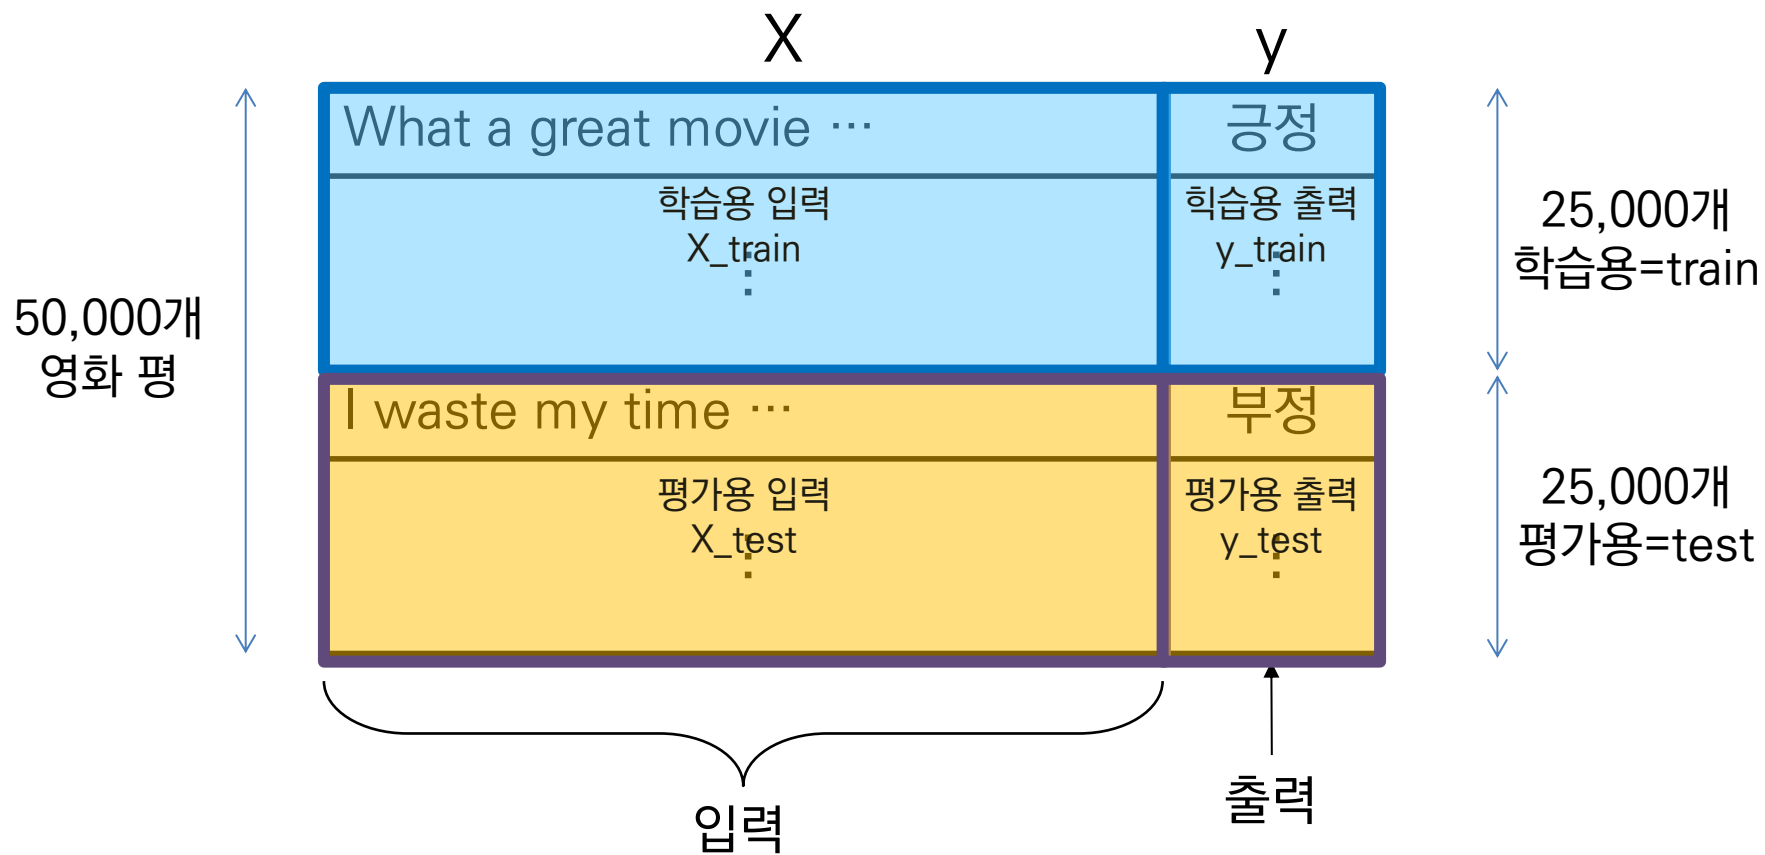 X
y
What a great movie …
긍정
학습용 입력
X_train
힉습용 출력
y_train
⋮
⋮
25,000개
학습용=train
50,000개
영화 평
I waste my time …
부정
평가용 입력
X_test
평가용 출력
y_test
⋮
⋮
25,000개
평가용=test
입력
출력